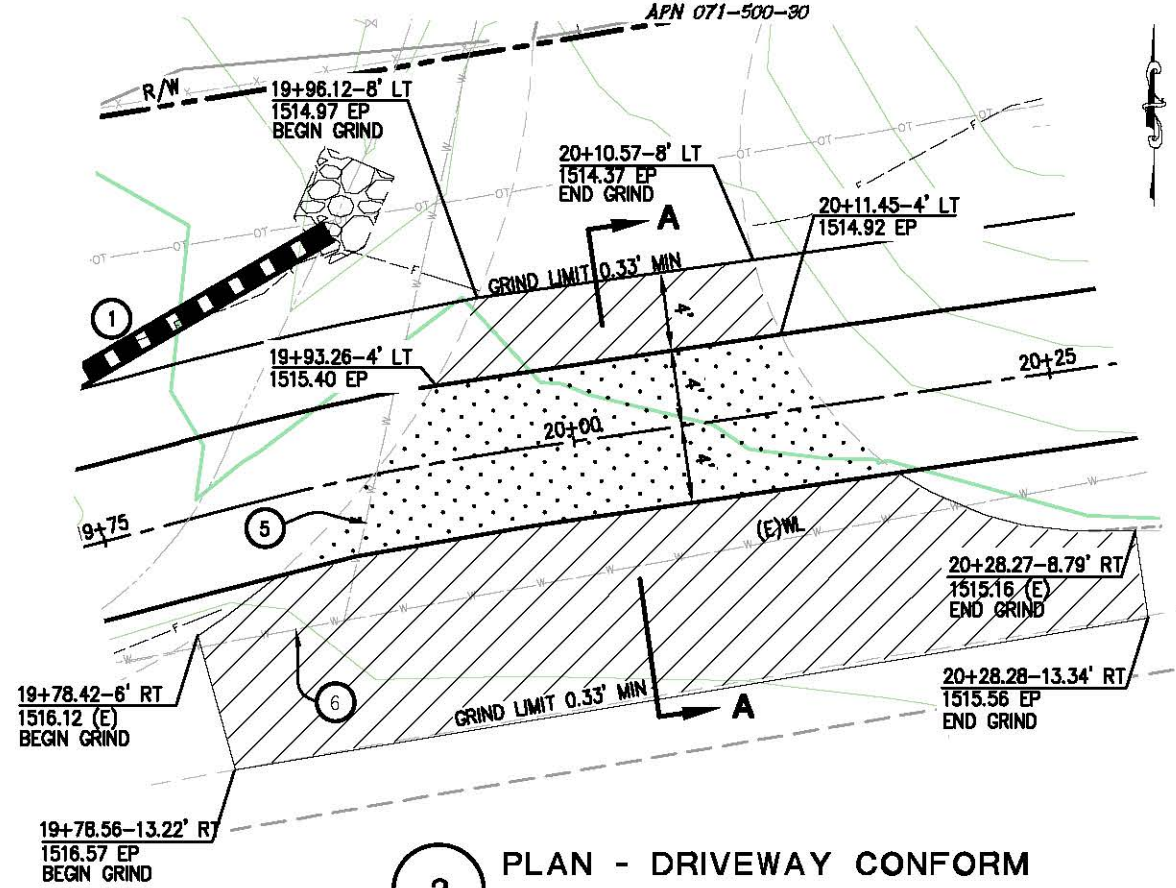 APN 071-500-30
R/W
19+96.12-8' LT
1514.97 EP
BEGIN GRIND
20+10.57-8' LT
1514.37 EP
END GRIND
A
20+11.45-4' LT
1514.92 EP
GRIND LIMIT 0.33' MIN
1
4'
19+93.26-4' LT
1515.40 EP
20+25
4'
20+00
4'
19+75
5
(E)WL
20+28.27-8.79' RT
1515.16 (E)
END GRIND
19+78.42-6' RT
1516.12 (E)
BEGIN GRIND
6
GRIND LIMIT 0.33' MIN
A
20+28.28-13.34' RT
1515.56 EP
END GRIND
19+78.56-13.22' RT
1516.57 EP
BEGIN GRIND
PLAN - DRIVEWAY CONFORM